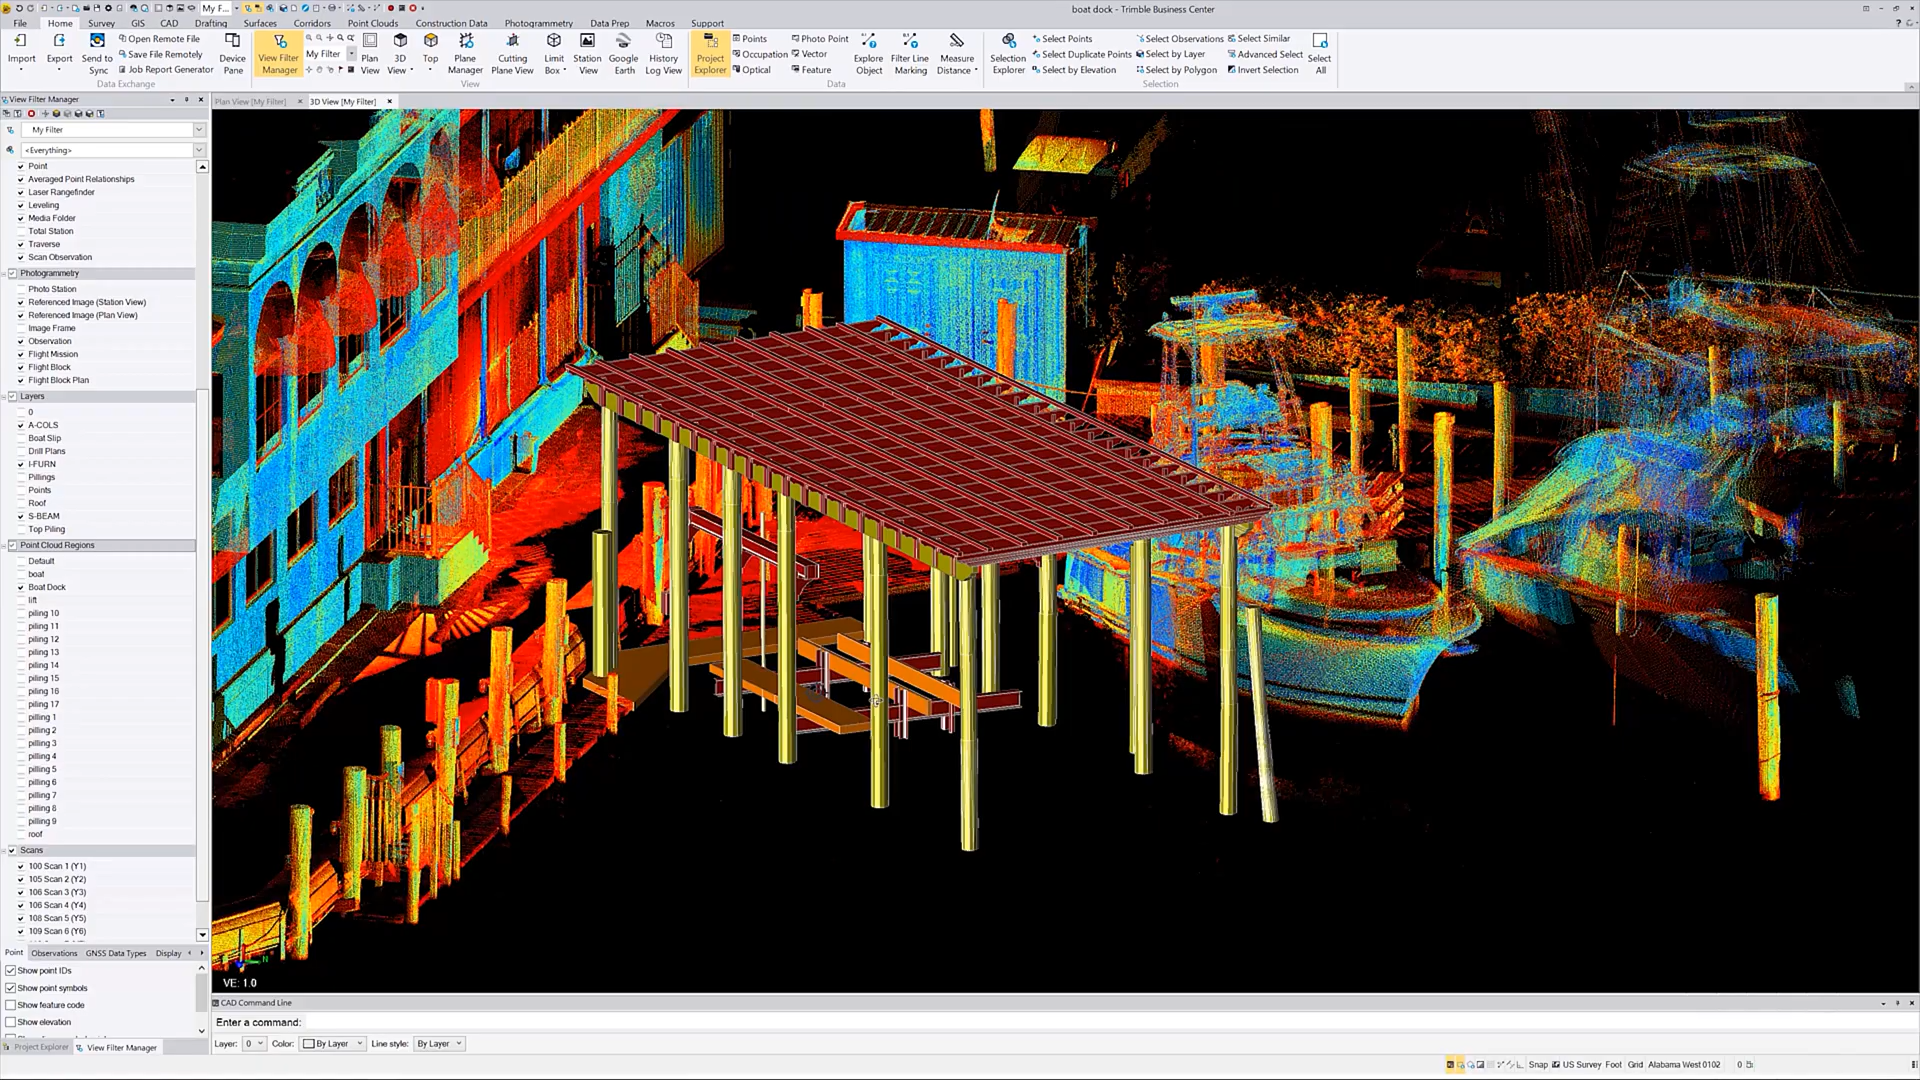 boat dock - Trimble Business Center
My F...
File Home Survey GIS CAD Drafting Surfaces Corridors Point Clouds Construction Data Photogrammetry Data Prep Macros Support
Import
Export
Send to Sync
Open Remote File
Save File Remotely
Job Report Generator
Device Pane
Data Exchange
View Filter Manager
My Filter
Plan View
3D View
Top
Plane Manager
Cutting Plane View
Limit Box
Station View
Google Earth
History Log View
View
Project Explorer
Points
Occupation
Optical
Photo Point
Vector
Feature
Explore Object
Filter Line Marking
Measure Distance
Data
Selection Explorer
Select Points
Select Duplicate Points
Select by Elevation
Select Observations
Select by Layer
Select by Polygon
Select Similar
Advanced Select
Invert Selection
Select All
Selection
View Filter Manager
Plan View [My Filter]
3D View [My Filter]
My Filter
<Everything>
Point
Averaged Point Relationships
Laser Rangefinder
Leveling
Media Folder
Total Station
Traverse
Scan Observation
Photogrammetry
Photo Station
Referenced Image (Station View)
Referenced Image (Plan View)
Image Frame
Observation
Flight Mission
Flight Block
Flight Block Plan
Layers
0
A-COLS
Boat Slip
Drill Plans
I-FURN
Pillings
Points
Roof
S-BEAM
Top Piling
Point Cloud Regions
Default
boat
Boat Dock
lift
piling 10
piling 11
piling 12
piling 13
piling 14
piling 15
piling 16
piling 17
pilling 1
pilling 2
pilling 3
pilling 4
pilling 5
pilling 6
pilling 7
pilling 8
pilling 9
roof
Scans
100 Scan 1 (Y1)
105 Scan 2 (Y2)
106 Scan 3 (Y3)
106 Scan 4 (Y4)
108 Scan 5 (Y5)
109 Scan 6 (Y6)
Point Observations GNSS Data Types Display
Show point IDs
Show point symbols
Show feature code
Show elevation
Project Explorer
View Filter Manager
VE: 1.0
CAD Command Line
Enter a command:
Layer: 0 Color: By Layer Line style: By Layer
Snap US Survey Foot Grid Alabama West 0102 0